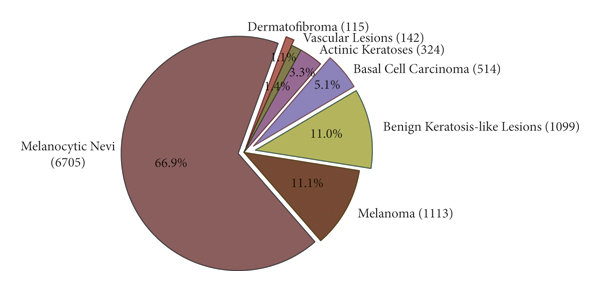 Dermatofibroma (115)
Vascular Lesions (142)
Actinic Keratoses (324)
Basal Cell Carcinoma (514)
Benign Keratosis-like Lesions (1099)
Melanoma (1113)
Melanocytic Nevi
(6705)
1.1%
1.4%
3.3%
5.1%
11.0%
11.1%
66.9%